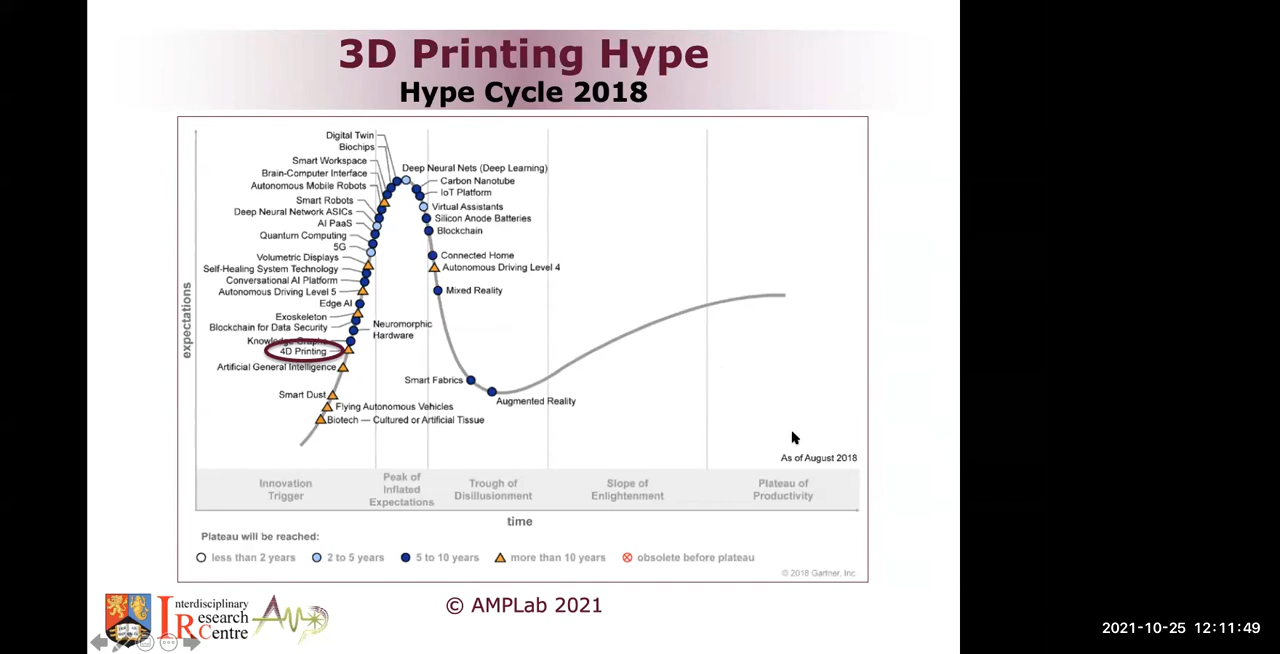 3D Printing Hype
Hype Cycle 2018
Digital Twin
Biochips
Smart Workspace
Brain-Computer Interface
Autonomous Mobile Robots
Smart Robots
Deep Neural Network ASICs
AI PaaS
Quantum Computing
5G
Volumetric Displays
Self-Healing System Technology
Conversational AI Platform
Autonomous Driving Level 5
Edge AI
Exoskeleton
Blockchain for Data Security
Neuromorphic
Hardware
Knowledge Graphs
4D Printing
Artificial General Intelligence
Smart Dust
Flying Autonomous Vehicles
Biotech — Cultured or Artificial Tissue
Deep Neural Nets (Deep Learning)
Carbon Nanotube
IoT Platform
Virtual Assistants
Silicon Anode Batteries
Blockchain
Connected Home
Autonomous Driving Level 4
Mixed Reality
Smart Fabrics
Augmented Reality
expectations
As of August 2018
Innovation
Trigger
Peak of
Inflated
Expectations
Trough of
Disillusionment
Slope of
Enlightenment
Plateau of
Productivity
time
Plateau will be reached:
less than 2 years
2 to 5 years
5 to 10 years
more than 10 years
obsolete before plateau
© 2018 Gartner, Inc.
Interdisciplinary
Research
Centre
© AMPLab 2021
2021-10-25 12:11:49